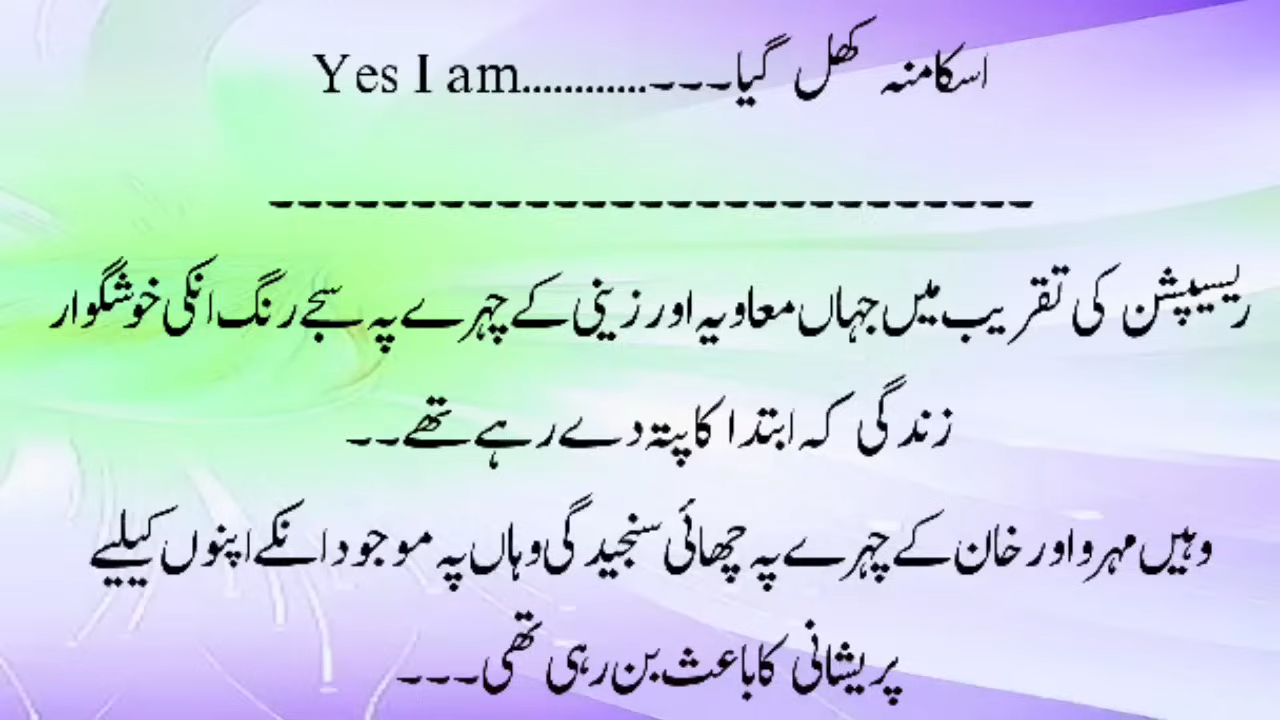 اسکا منہ کھل گیا۔۔۔۔............Yes I am
---------------------------
ریسیپشن کی تقریب میں جہاں معاویہ اور زینی کے چہرے پہ سجے رنگ انکی خوشگوار
زندگی کہ ابتدا کا پتہ دے رہے تھے۔۔
وہیں مہرو اور خان کے چہرے پہ چھائی سنجیدگی وہاں پہ موجود انکے اپنوں کیلیے
پریشانی کا باعث بن رہی تھی۔۔۔